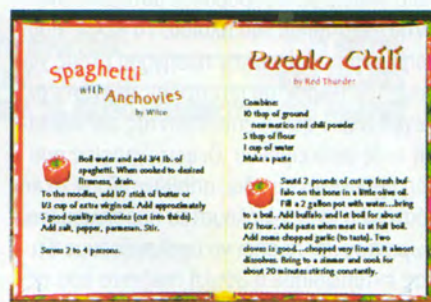 Spaghetti
with Anchovies
by Wilco
Boil water and add 3/4 lb. of
spaghetti. When cooked to desired
firmness, drain.
To the noodles, add 1/2 cube of butter or
1/3 cup of extra virgin oil. Add approximately
5 good quality anchovies (cut into thirds).
Add salt, pepper, parmesan. Stir.
Serves 2 to 4 persons.
Pueblo Chili
by Red Thunder
Combine:
10 tbsp of ground
new mexico red chili powder
5 tbsp of flour
1 cup of water
Make a paste
Sauté 2 pounds of cut up fresh buf-
falo on the bone in a little olive oil.
Fill a 2 gallon pot with water...bring
to a boil. Add buffalo and let boil for about
1/2 hour. Add paste when meat is at full boil.
Add some chopped garlic (to taste). Two
cloves is good...chopped very fine so it almost
dissolves. Bring to a simmer and cook for
about 20 minutes stirring constantly.